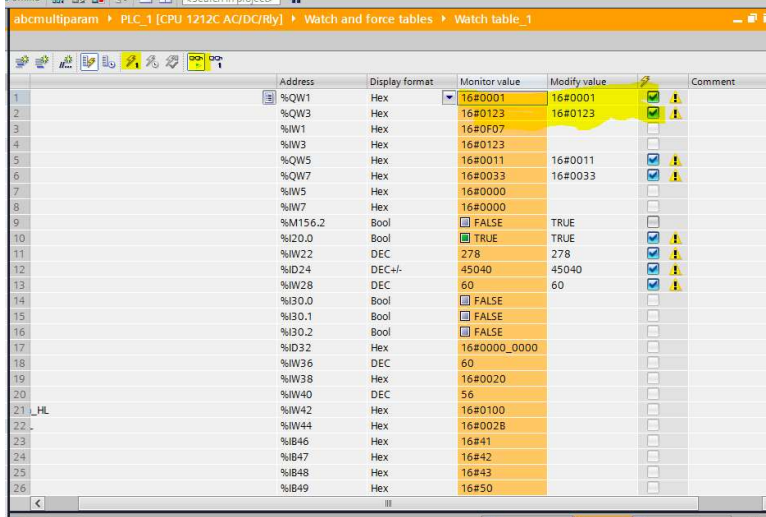 abcmultiparam ▸ PLC_1 [CPU 1212C AC/DC/Rly] ▸ Watch and force tables ▸ Watch table_1
Address Display format Monitor value Modify value Comment
1 %QW1 Hex 16#0001 16#0001
2 %QW3 Hex 16#0123 16#0123
3 %IW1 Hex 16#0F07
4 %IW3 Hex 16#0123
5 %QW5 Hex 16#0011 16#0011
6 %QW7 Hex 16#0033 16#0033
7 %IW5 Hex 16#0000
8 %IW7 Hex 16#0000
9 %M156.2 Bool FALSE TRUE
10 %I20.0 Bool TRUE TRUE
11 %IW22 DEC 278 278
12 %ID24 DEC+/- 45040 45040
13 %IW28 DEC 60 60
14 %I30.0 Bool FALSE
15 %I30.1 Bool FALSE
16 %I30.2 Bool FALSE
17 %ID32 Hex 16#0000_0000
18 %IW36 DEC 60
19 %IW38 Hex 16#0020
20 %IW40 DEC 56
21 _HL %IW42 Hex 16#0100
22 %IW44 Hex 16#002B
23 %IB46 Hex 16#41
24 %IB47 Hex 16#42
25 %IB48 Hex 16#43
26 %IB49 Hex 16#50